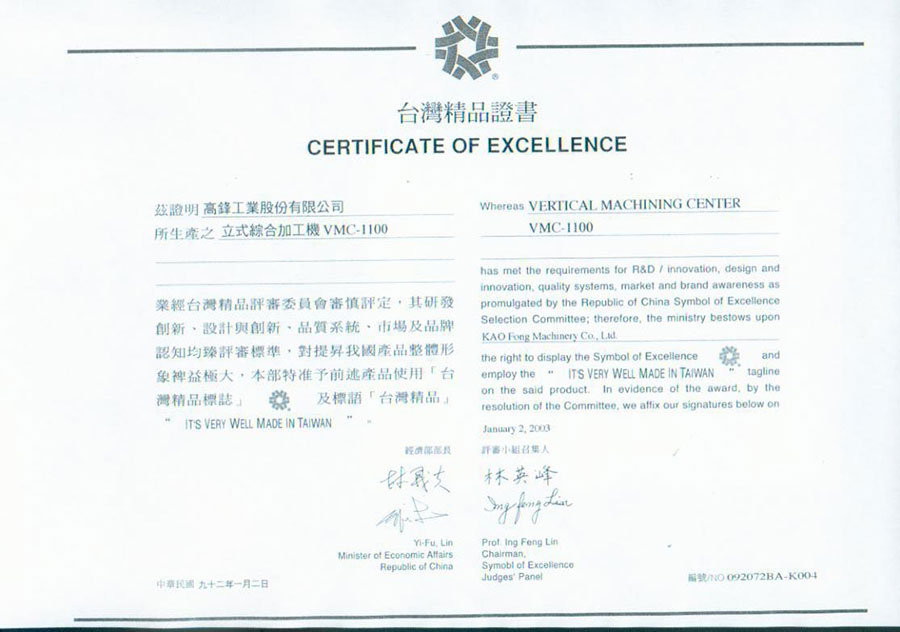 ®
台灣精品證書
CERTIFICATE OF EXCELLENCE
茲證明 高鋒工業股份有限公司
所生產之 立式綜合加工機 VMC-1100
業經台灣精品評審委員會審慎評定，其研發
創新、設計與創新、品質系統、市場及品牌
認知均臻評審標準，對提昇我國產品整體形
象裨益極大，本部特准予前述產品使用「台
灣精品標誌」 及標語「台灣精品」
" IT'S VERY WELL MADE IN TAIWAN " 。
Whereas VERTICAL MACHINING CENTER
VMC-1100
has met the requirements for R&D / innovation, design and
innovation, quality systems, market and brand awareness as
promulgated by the Republic of China Symbol of Excellence
Selection Committee; therefore, the ministry bestows upon
KAO Fong Machinery Co., Ltd.
the right to display the Symbol of Excellence and
employ the " IT'S VERY WELL MADE IN TAIWAN " tagline
on the said product. In evidence of the award, by the
resolution of the Committee, we affix our signatures below on
January 2, 2003
經濟部部長
林義夫
Yi-Fu, Lin
Minister of Economic Affairs
Republic of China
評審小組召集人
林英峰
Ing Feng Lin
Prof. Ing Feng Lin
Chairman,
Symobl of Excellence
Judges' Panel
中華民國 九十二年一月二日
編號/NO 092072BA-K004